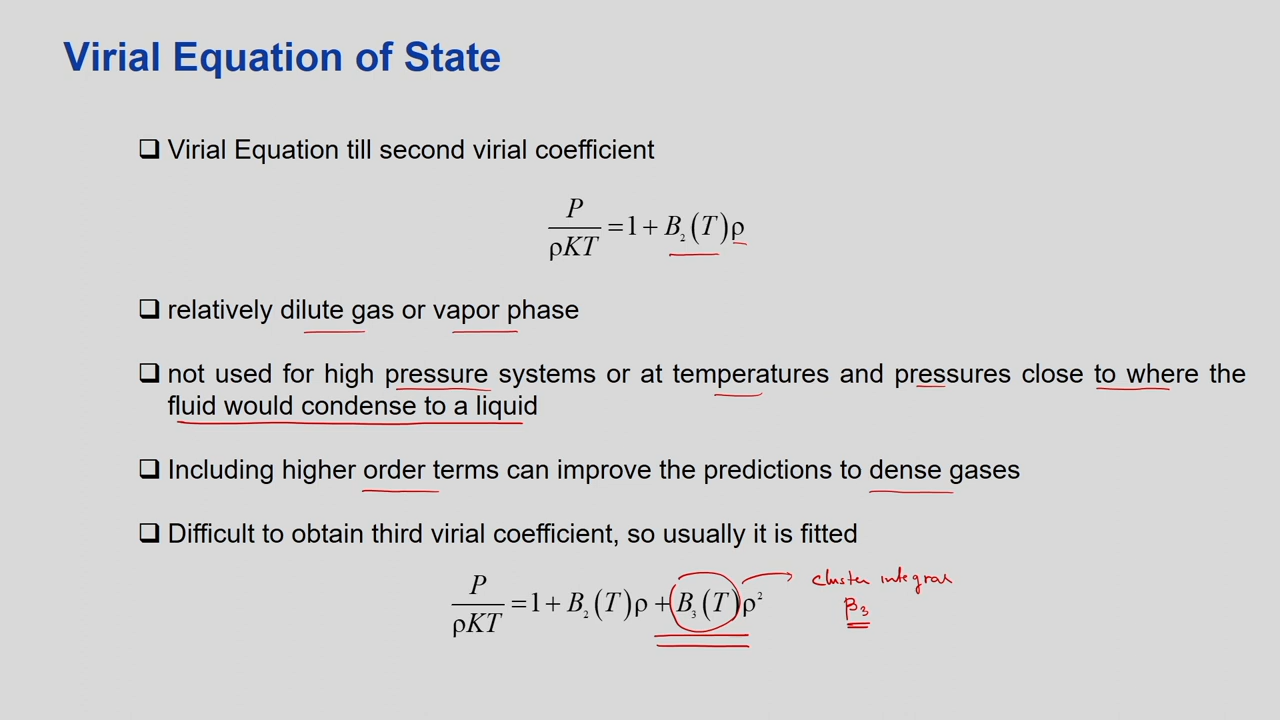 Virial Equation of State
❑ Virial Equation till second virial coefficient
P/ρKT = 1 + B₂(T)ρ
❑ relatively dilute gas or vapor phase
❑ not used for high pressure systems or at temperatures and pressures close to where the
fluid would condense to a liquid
❑ Including higher order terms can improve the predictions to dense gases
❑ Difficult to obtain third virial coefficient, so usually it is fitted
P/ρKT = 1 + B₂(T)ρ + B₃(T)ρ² cluster integral
β₃